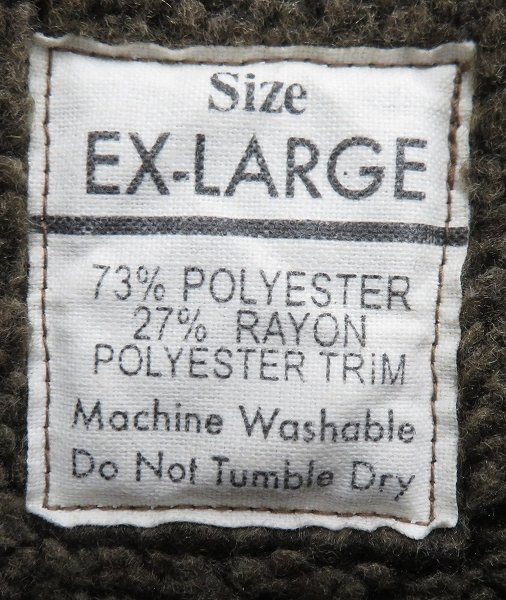 Size
EX-LARGE
73% POLYESTER
27% RAYON
POLYESTER TRiM
Machine Washable
Do Not Tumble Dry